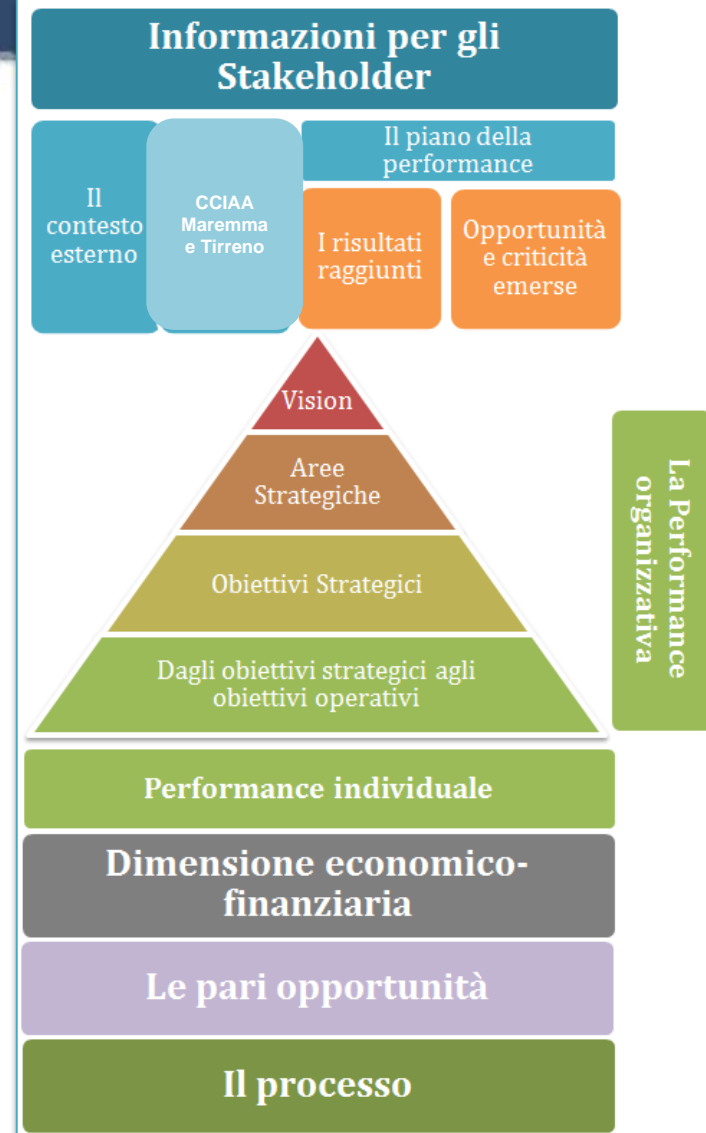 Informazioni per gli
Stakeholder
Il
contesto
esterno
CCIAA
Maremma
e Tirreno
Il piano della
performance
I risultati
raggiunti
Opportunità
e criticità
emerse
Vision
Aree
Strategiche
Obiettivi Strategici
Dagli obiettivi strategici agli
obiettivi operativi
La Performance
organizzativa
Performance individuale
Dimensione economico-
finanziaria
Le pari opportunità
Il processo